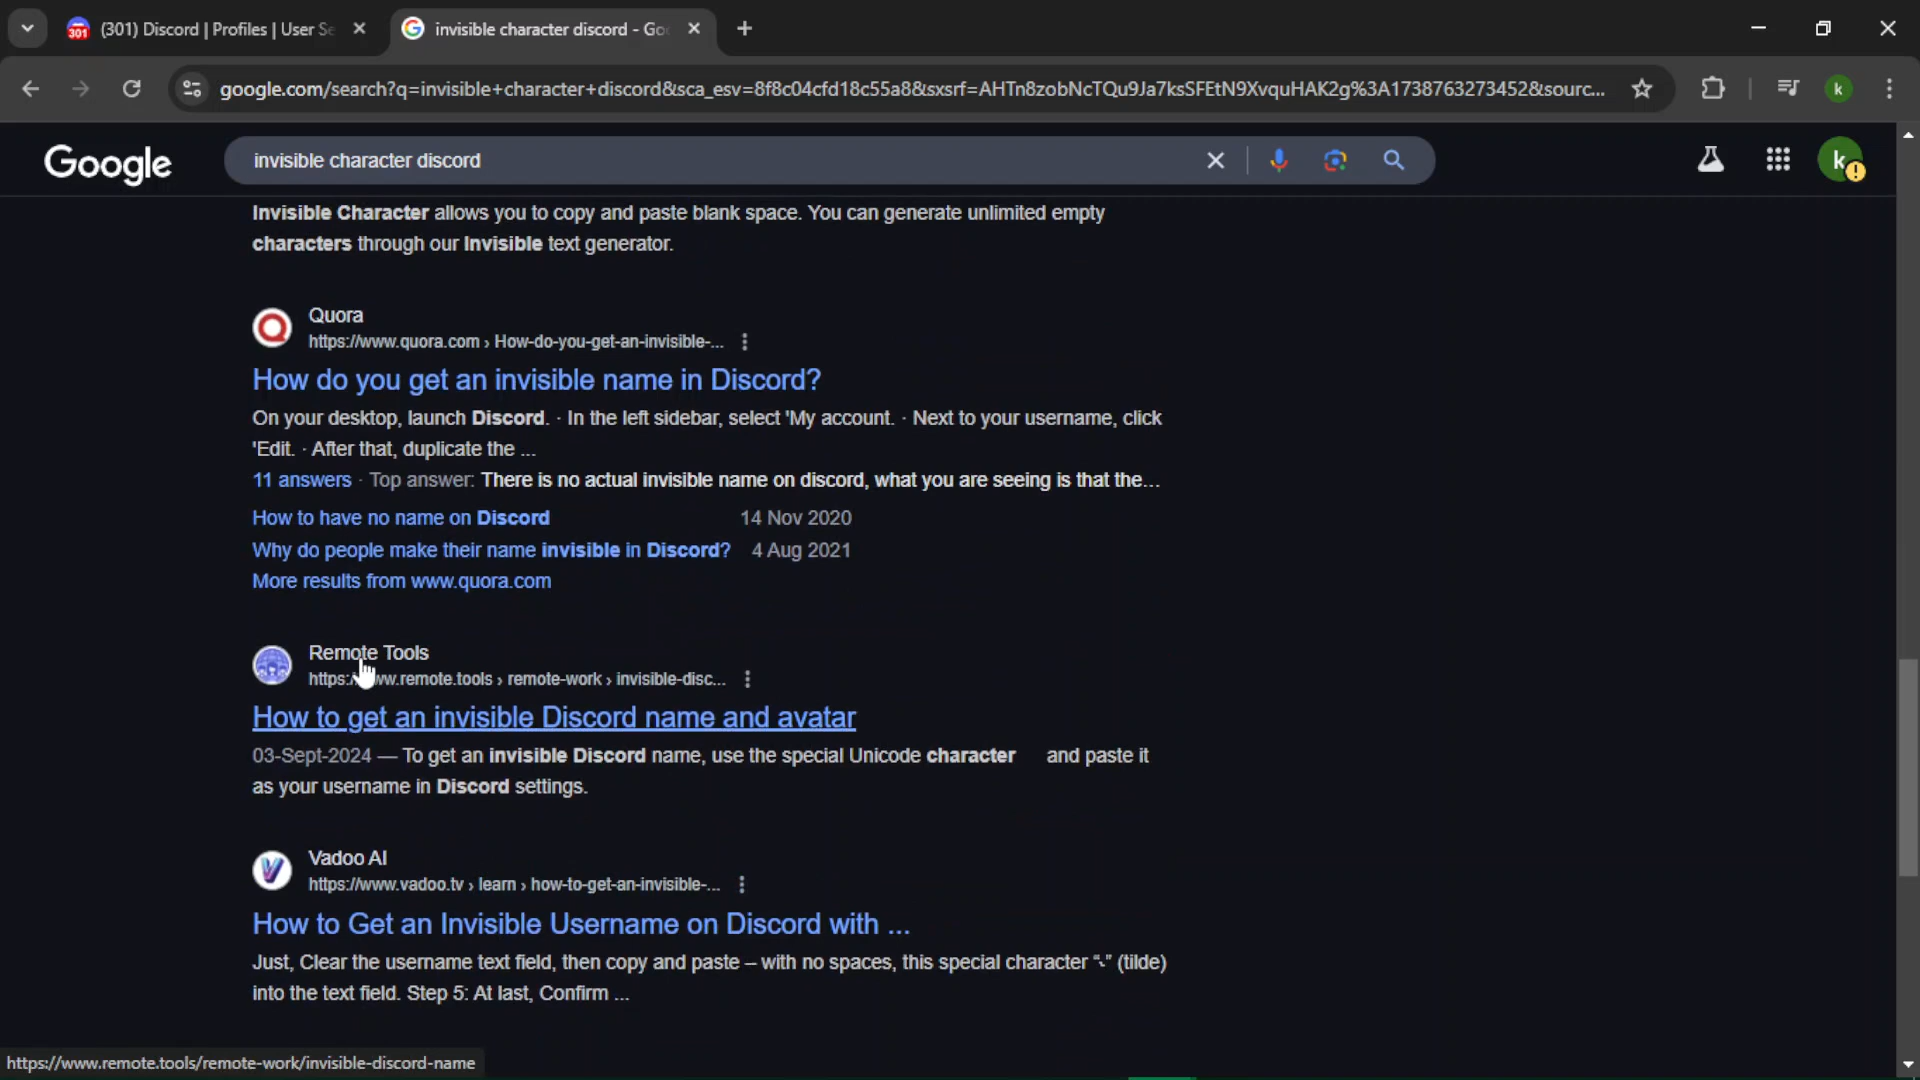 301 (301) Discord | Profiles | User Se
invisible character discord - Goo
google.com/search?q=invisible+character+discord&sca_esv=8f8c04cfd18c55a8&sxsrf=AHTn8zobNcTQu9Ja7ksSFEtN9XvquHAK2g%3A1738763273452&sourc...
k
Google
invisible character discord
k
Invisible Character allows you to copy and paste blank space. You can generate unlimited empty
characters through our Invisible text generator.
Quora
https://www.quora.com › How-do-you-get-an-invisible-...
How do you get an invisible name in Discord?
On your desktop, launch Discord. · In the left sidebar, select 'My account. · Next to your username, click
'Edit. · After that, duplicate the ...
11 answers · Top answer: There is no actual invisible name on discord, what you are seeing is that the...
How to have no name on Discord 14 Nov 2020
Why do people make their name invisible in Discord? 4 Aug 2021
More results from www.quora.com
Remote Tools
https://www.remote.tools › remote-work › invisible-disc...
How to get an invisible Discord name and avatar
03-Sept-2024 — To get an invisible Discord name, use the special Unicode character and paste it
as your username in Discord settings.
Vadoo AI
https://www.vadoo.tv › learn › how-to-get-an-invisible-...
How to Get an Invisible Username on Discord with ...
Just, Clear the username text field, then copy and paste – with no spaces, this special character “˞˞” (tilde)
into the text field. Step 5: At last, Confirm ...
https://www.remote.tools/remote-work/invisible-discord-name